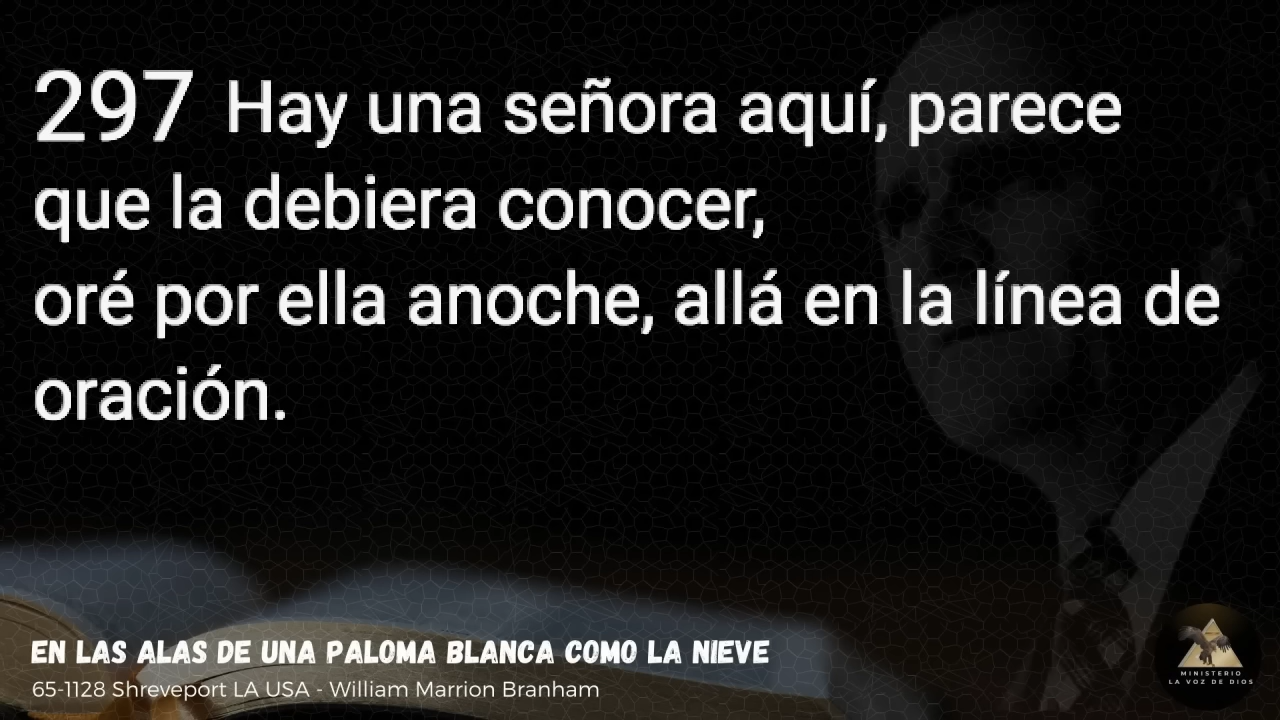 297 Hay una señora aquí, parece
que la debiera conocer,
oré por ella anoche, allá en la línea de
oración.
EN LAS ALAS DE UNA PALOMA BLANCA COMO LA NIEVE
65-1128 Shreveport LA USA - William Marrion Branham
MINISTERIO
LA VOZ DE DIOS